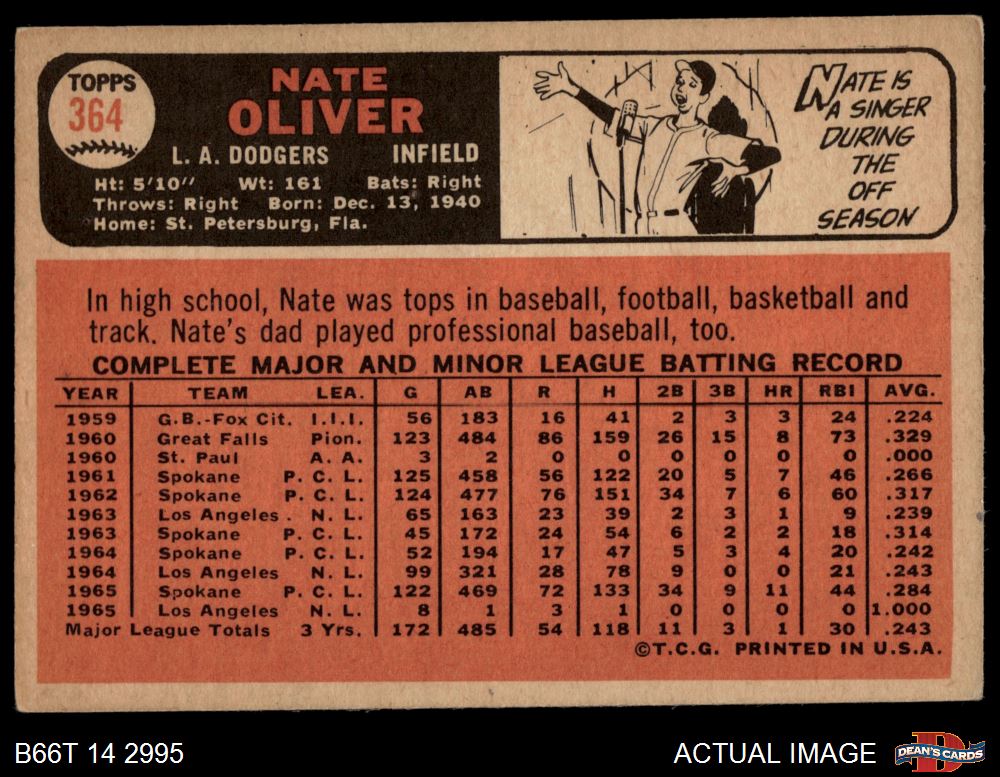 TOPPS
364
NATE
OLIVER
L. A. DODGERS INFIELD
Ht: 5'10" Wt: 161 Bats: Right
Throws: Right Born: Dec. 13, 1940
Home: St. Petersburg, Fla.
NATE IS
A SINGER
DURING
THE
OFF
SEASON
In high school, Nate was tops in baseball, football, basketball and
track. Nate's dad played professional baseball, too.
COMPLETE MAJOR AND MINOR LEAGUE BATTING RECORD
YEAR TEAM LEA. G AB R H 2B 3B HR RBI AVG.
1959 G.B.-Fox Cit. I.I.I. 56 183 16 41 2 3 3 24 .224
1960 Great Falls Pion. 123 484 86 159 26 15 8 73 .329
1960 St. Paul A. A. 3 2 0 0 0 0 0 0 .000
1961 Spokane P. C. L. 125 458 56 122 20 5 7 46 .266
1962 Spokane P. C. L. 124 477 76 151 34 7 6 60 .317
1963 Los Angeles . N. L. 65 163 23 39 2 3 1 9 .239
1963 Spokane P. C. L. 45 172 24 54 6 2 2 18 .314
1964 Spokane P. C. L. 52 194 17 47 5 3 4 20 .242
1964 Los Angeles N. L. 99 321 28 78 9 0 0 21 .243
1965 Spokane P. C. L. 122 469 72 133 34 9 11 44 .284
1965 Los Angeles N. L. 8 1 3 1 0 0 0 0 1.000
Major League Totals 3 Yrs. 172 485 54 118 11 3 1 30 .243
©T.C.G. PRINTED IN U.S.A.
B66T 14 2995 ACTUAL IMAGE DEAN'S CARDS